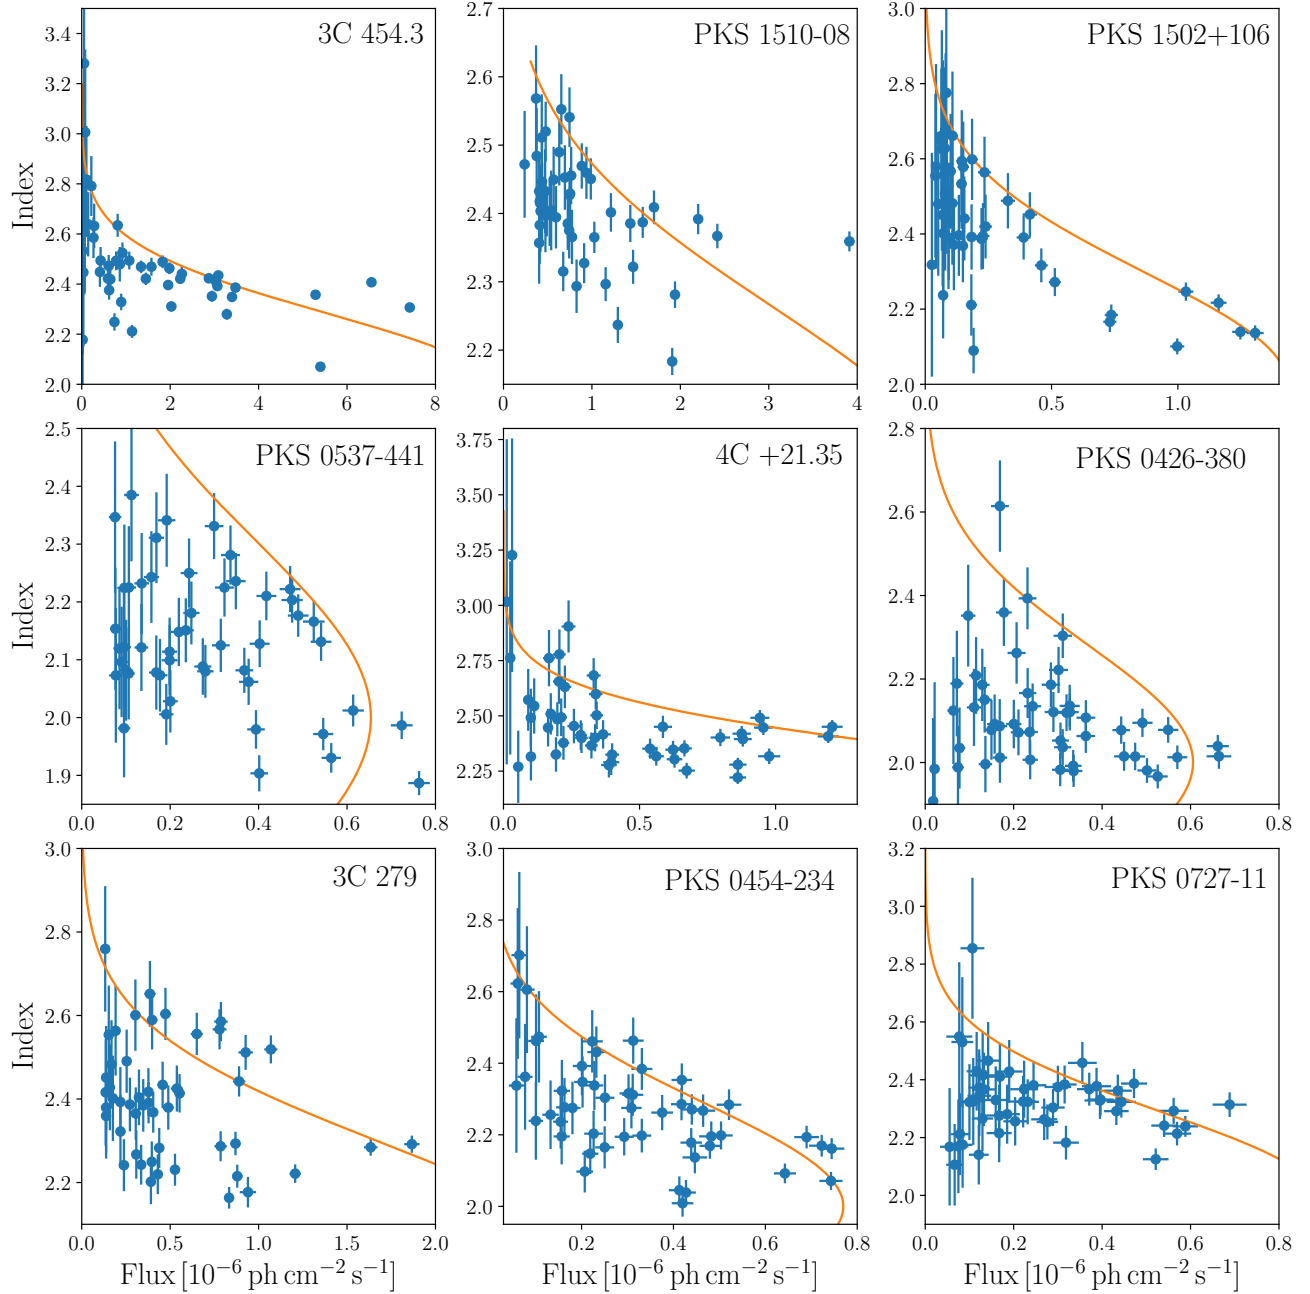 3C 454.3
PKS 1510-08
PKS 1502+106
Index
3.4
3.2
3.0
2.8
2.6
2.4
2.2
2.0
0 2 4 6 8
2.7
2.6
2.5
2.4
2.3
2.2
0 1 2 3 4
3.0
2.8
2.6
2.4
2.2
2.0
0.0 0.5 1.0
PKS 0537-441
4C +21.35
PKS 0426-380
Index
2.5
2.4
2.3
2.2
2.1
2.0
1.9
0.0 0.2 0.4 0.6 0.8
3.75
3.50
3.25
3.00
2.75
2.50
2.25
0.0 0.5 1.0
2.8
2.6
2.4
2.2
2.0
0.0 0.2 0.4 0.6 0.8
3C 279
PKS 0454-234
PKS 0727-11
Index
3.0
2.8
2.6
2.4
2.2
0.0 0.5 1.0 1.5 2.0
3.0
2.8
2.6
2.4
2.2
2.0
0.2 0.4 0.6 0.8
3.2
3.0
2.8
2.6
2.4
2.2
2.0
0.0 0.2 0.4 0.6 0.8
Flux [10⁻⁶ ph cm⁻² s⁻¹]
Flux [10⁻⁶ ph cm⁻² s⁻¹]
Flux [10⁻⁶ ph cm⁻² s⁻¹]